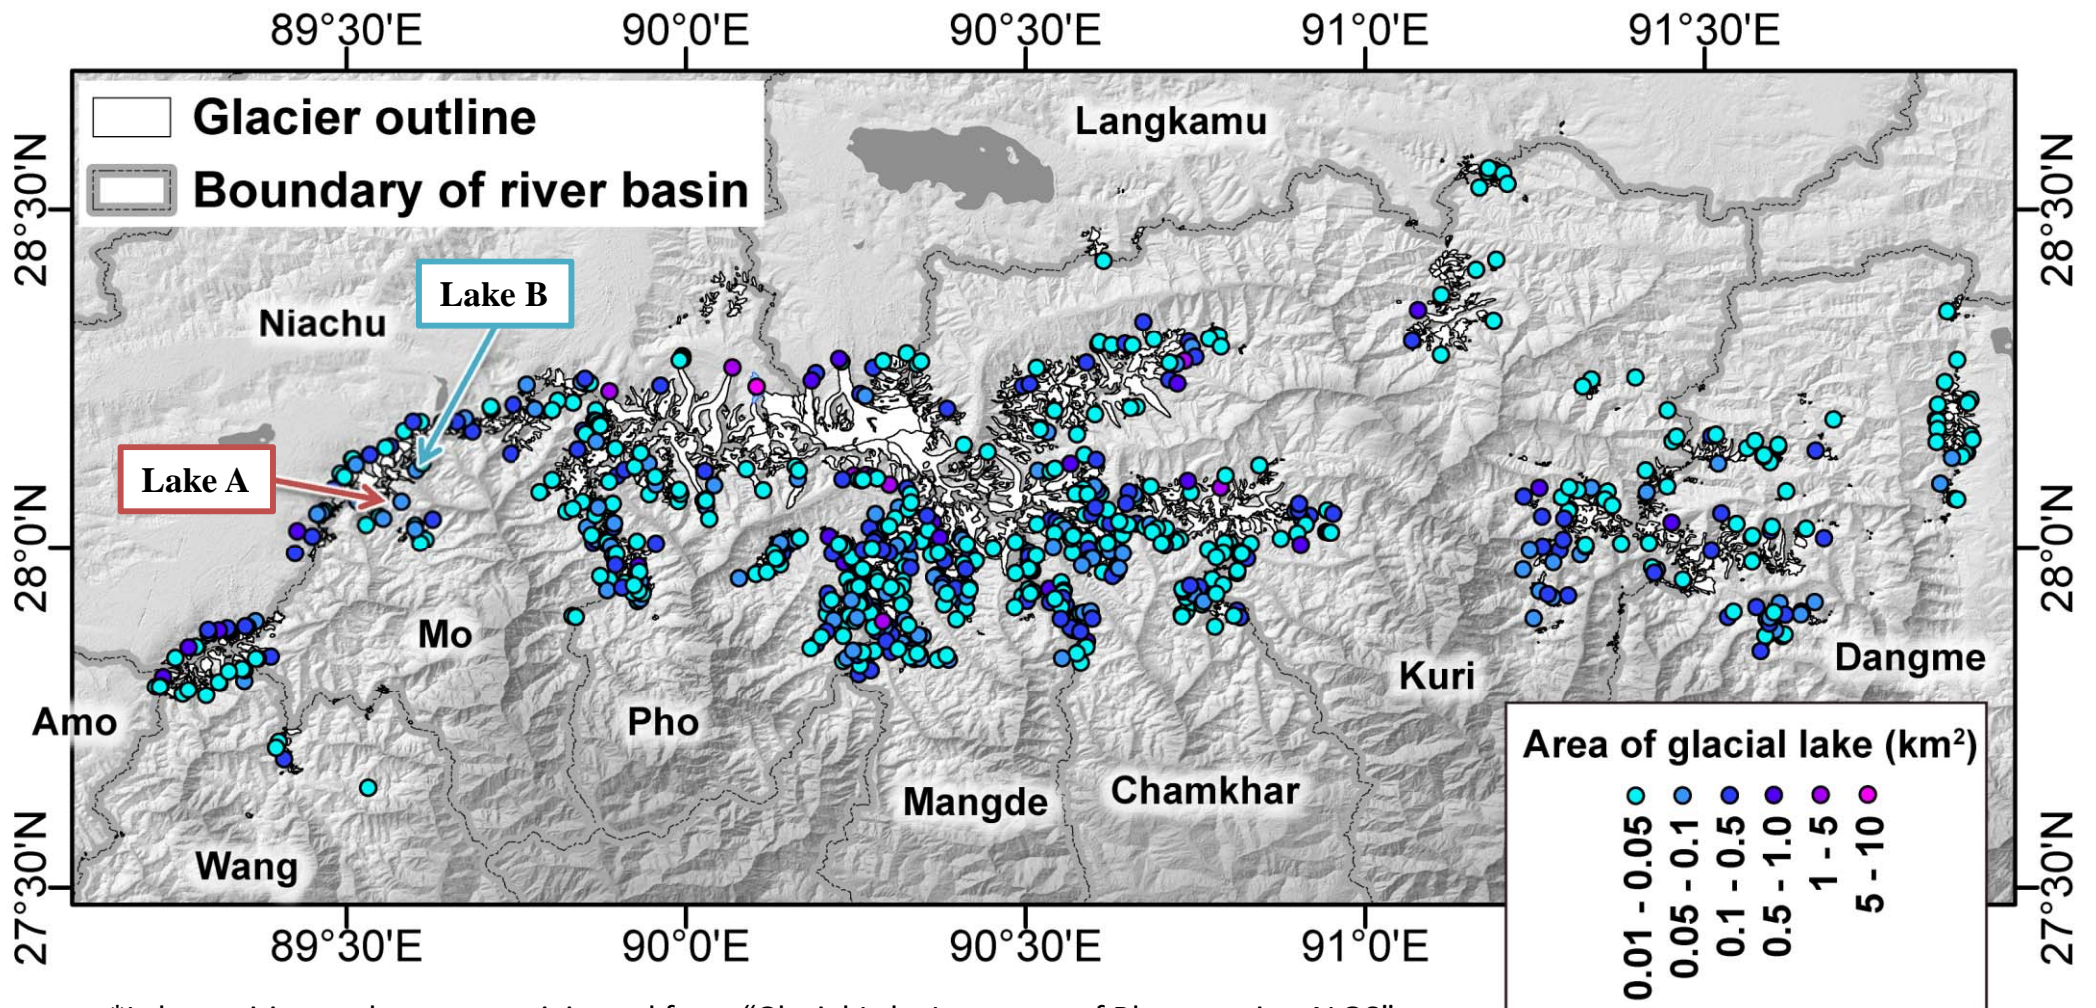 89°30'E 90°0'E 90°30'E 91°0'E 91°30'E
Glacier outline
Boundary of river basin
Langkamu
28°30'N
28°30'N
Lake B
Niachu
Lake A
28°0'N
28°0'N
Mo
Dangme
Kuri
Amo
Pho
Area of glacial lake (km²)
Mangde
Chamkhar
0.01 - 0.05
0.05 - 0.1
0.1 - 0.5
0.5 - 1.0
1 - 5
5 - 10
Wang
27°30'N
27°30'N
89°30'E 90°0'E 90°30'E 91°0'E